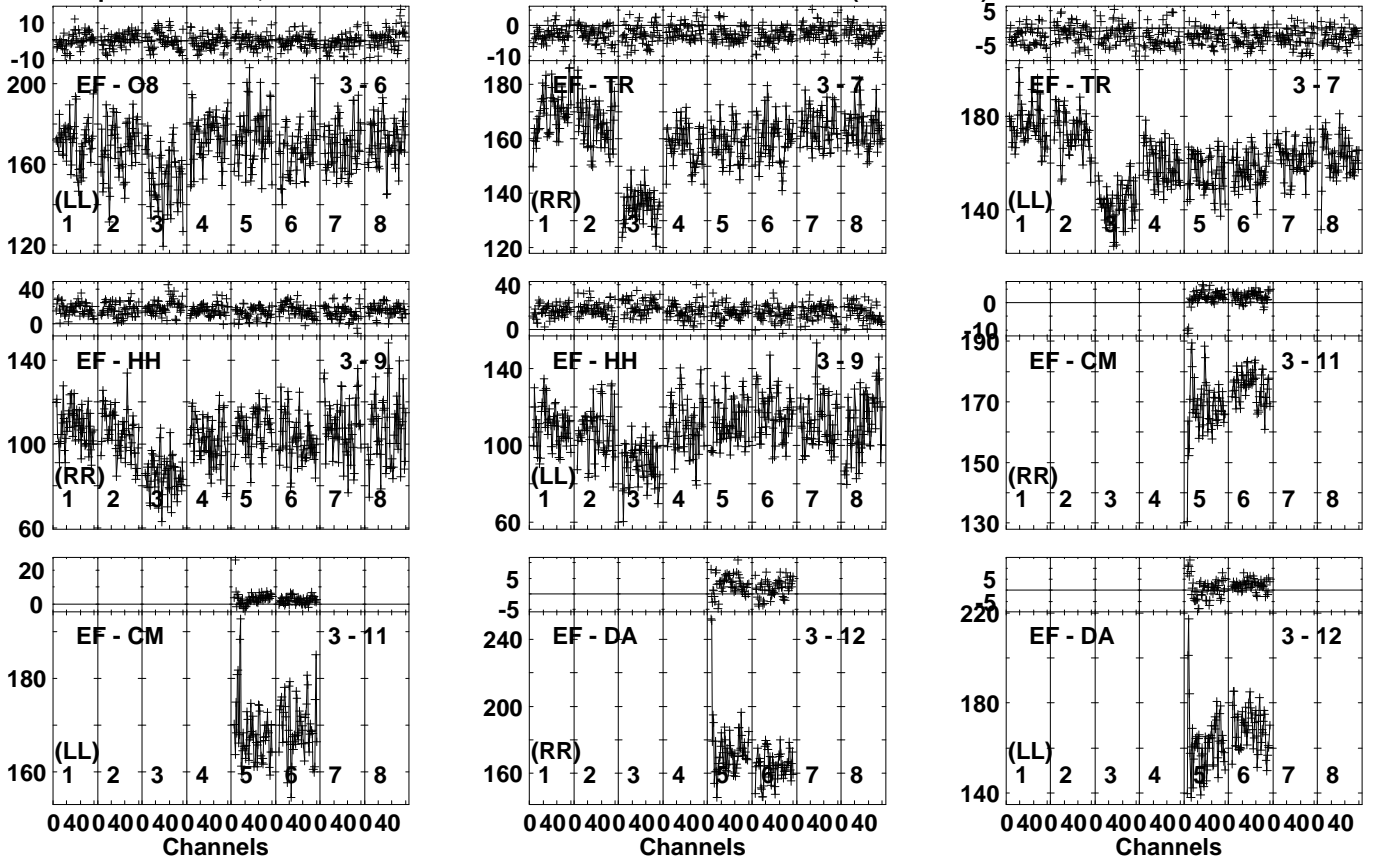 10 0 5
-10 -10 -5
200 EF - O8 3 - 6 180 EF - TR 3 - 7 180 EF - TR 3 - 7
160 160
140
(LL) (RR) (LL) 140
1 2 3 4 5 6 7 8 1 2 3 4 5 6 7 8 1 2 3 4 5 6 7 8
120 120
40 40 0
0 0 -10
190
140 EF - HH 3 - 9 140 EF - HH 3 - 9 EF - CM 3 - 11
170
100 100
150
(RR) (LL) (RR)
1 2 3 4 5 6 7 8 1 2 3 4 5 6 7 8 1 2 3 4 5 6 7 8
60 60 130
20 5 5
0 -5 -5
220
EF - CM 3 - 11 240 EF - DA 3 - 12 EF - DA 3 - 12
180 200 180
(LL) (RR) (LL)
160 1 2 3 4 5 6 7 8 160 1 2 3 4 5 6 7 8 140 1 2 3 4 5 6 7 8
0 40 0 40 0 40 0 40 0 40 0 40 0 40 0 40 0 40 0 40 0 40 0 40 0 40 0 40 0 40 0 40 0 40 0 40 0 40 0 40 0 40 0 40 0 40 0 40
Channels Channels Channels